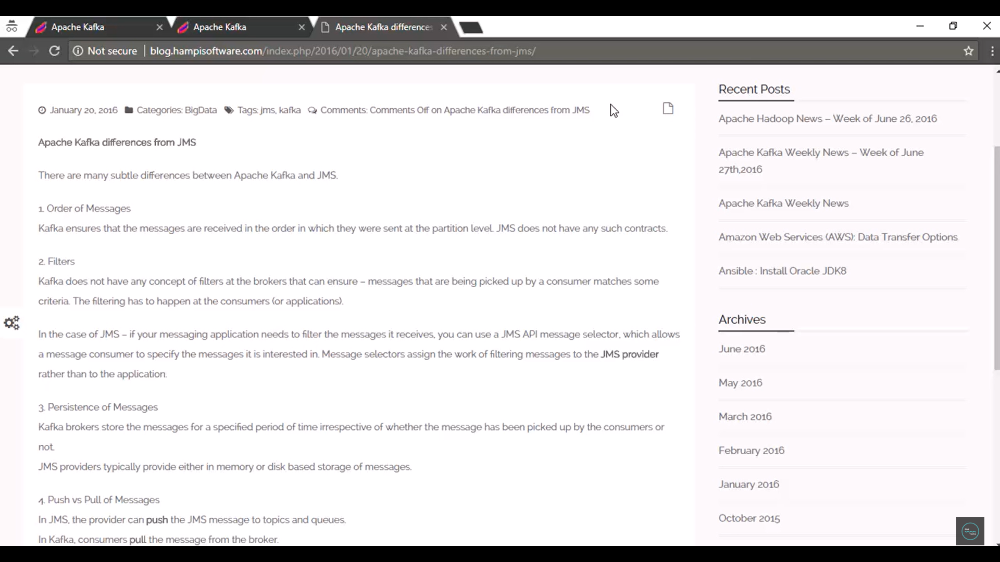 Apache Kafka
Apache Kafka
Apache Kafka differences
Not secure
blog.hampisoftware.com/index.php/2016/01/20/apache-kafka-differences-from-jms/
January 20, 2016 Categories: BigData Tags: jms, kafka Comments: Comments Off on Apache Kafka differences from JMS
Apache Kafka differences from JMS
There are many subtle differences between Apache Kafka and JMS.
1. Order of Messages
Kafka ensures that the messages are received in the order in which they were sent at the partition level. JMS does not have any such contracts.
2. Filters
Kafka does not have any concept of filters at the brokers that can ensure – messages that are being picked up by a consumer matches some
criteria. The filtering has to happen at the consumers (or applications).
In the case of JMS – if your messaging application needs to filter the messages it receives, you can use a JMS API message selector, which allows
a message consumer to specify the messages it is interested in. Message selectors assign the work of filtering messages to the JMS provider
rather than to the application.
3. Persistence of Messages
Kafka brokers store the messages for a specified period of time irrespective of whether the message has been picked up by the consumers or
not.
JMS providers typically provide either in memory or disk based storage of messages.
4. Push vs Pull of Messages
In JMS, the provider can push the JMS message to topics and queues.
In Kafka, consumers pull the message from the broker.
Recent Posts
Apache Hadoop News – Week of June 26, 2016
Apache Kafka Weekly News – Week of June
27th,2016
Apache Kafka Weekly News
Amazon Web Services (AWS): Data Transfer Options
Ansible : Install Oracle JDK8
Archives
June 2016
May 2016
March 2016
February 2016
January 2016
October 2015